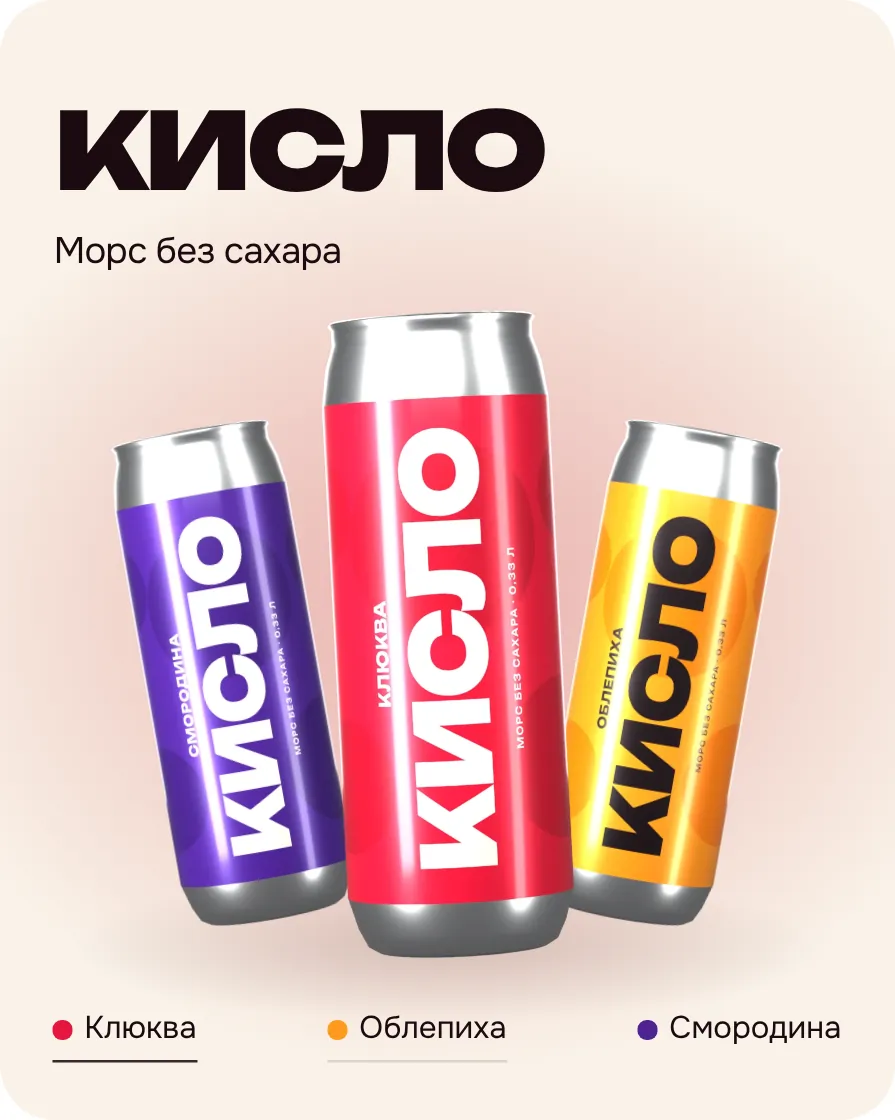 КИСЛО
Морс без сахара
СМОРОДИНА
КИСЛО
МОРС БЕЗ САХАРА · 0,33 Л
КЛЮКВА
КИСЛО
МОРС БЕЗ САХАРА · 0,33 Л
ОБЛЕПИХА
КИСЛО
МОРС БЕЗ САХАРА · 0,33 Л
Клюква
Облепиха
Смородина